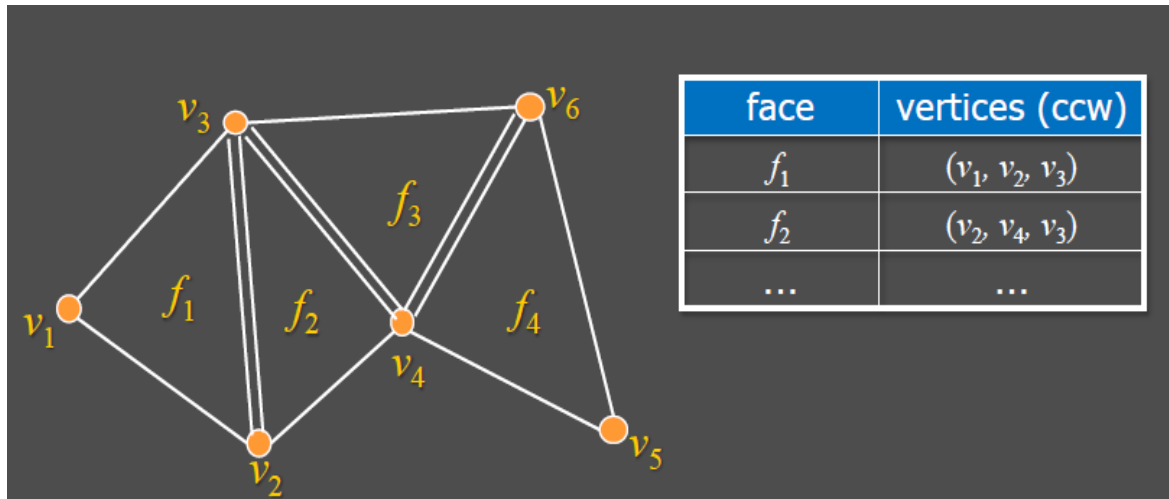 v₃
v₆
f₃
f₁
f₂
f₄
v₁
v₄
v₅
v₂
face vertices (ccw)
f₁ (v₁, v₂, v₃)
f₂ (v₂, v₄, v₃)
... ...